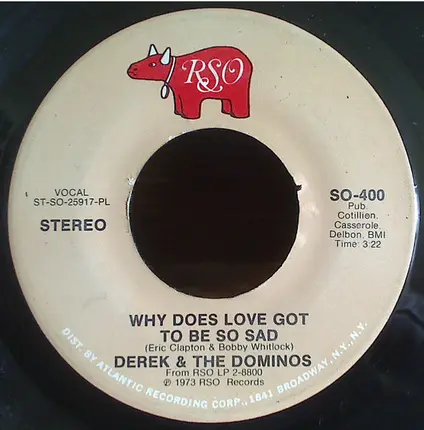 RSO
VOCAL
ST-SO-25917-PL
STEREO
SO-400
Pub.
Cotillien,
Casserole,
Delbon, BMI
Time: 3:22
WHY DOES LOVE GOT
TO BE SO SAD
(Eric Clapton & Bobby Whitlock)
DEREK & THE DOMINOS
From RSO LP 2-8800
℗ 1973 RSO Records
DIST. BY ATLANTIC RECORDING CORP., 1841 BROADWAY, N.Y., N.Y.